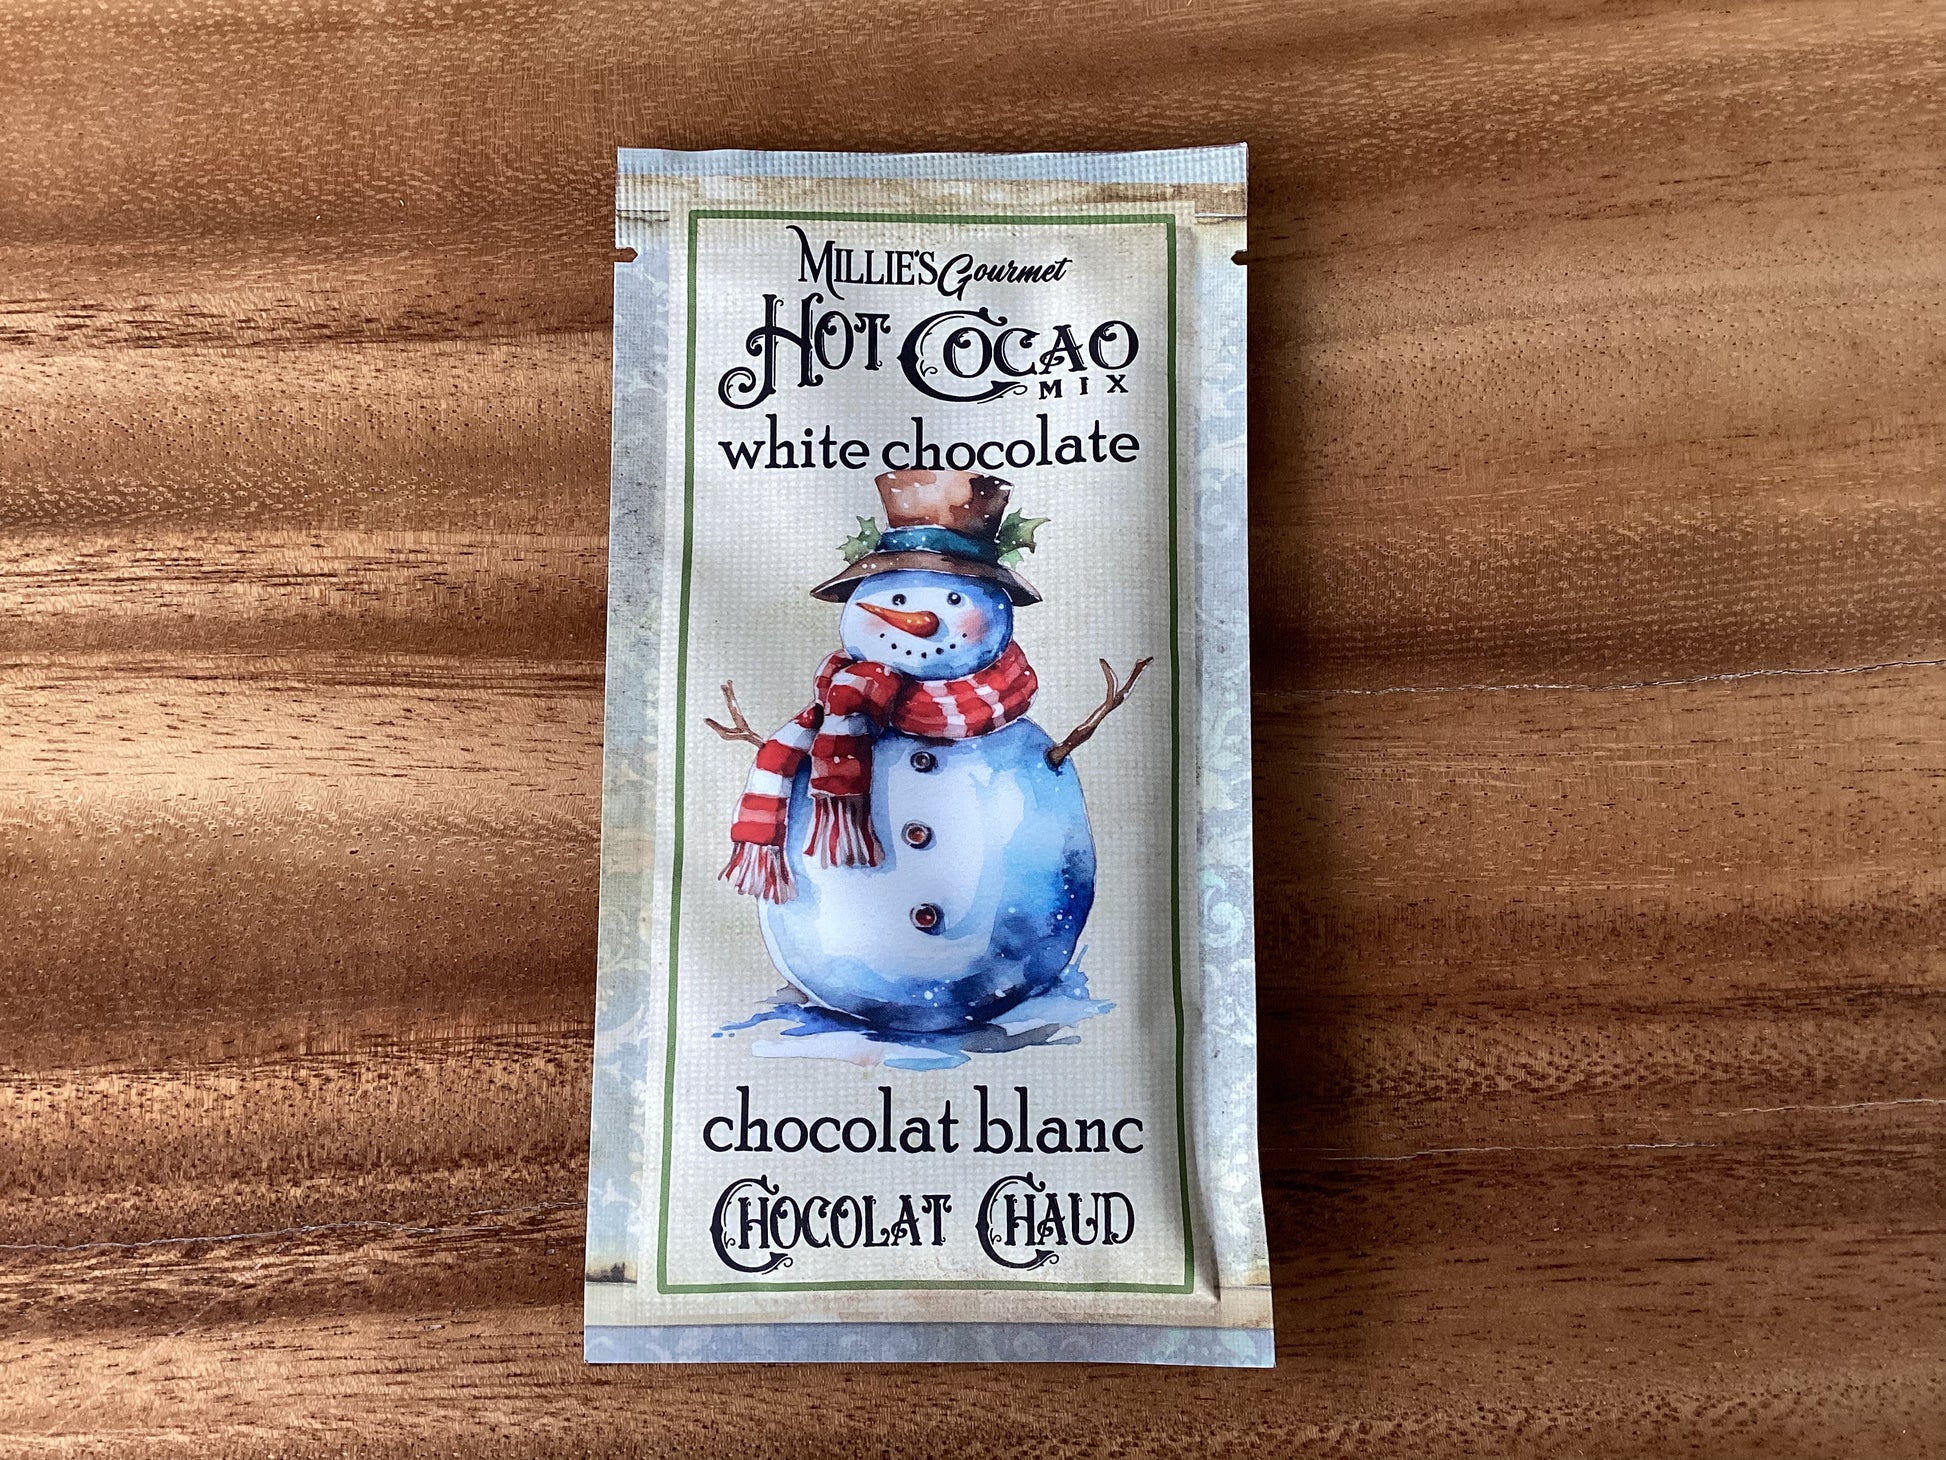 MILLIE'S Gourmet
HOT COCAO
MIX
white chocolate
chocolat blanc
CHOCOLAT CHAUD